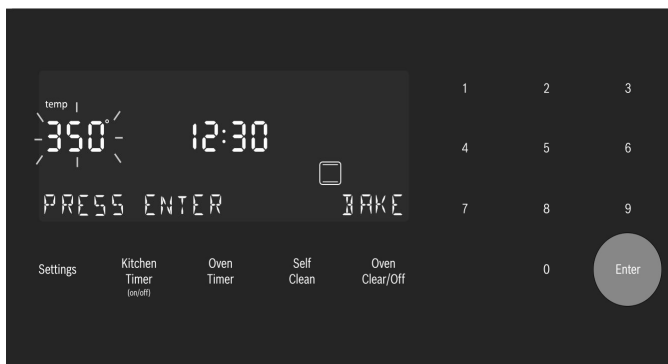 temp
350° 12:30
PRESS ENTER BAKE
Settings
Kitchen
Timer
(on/off)
Oven
Timer
Self
Clean
Oven
Clear/Off
1 2 3
4 5 6
7 8 9
0 Enter